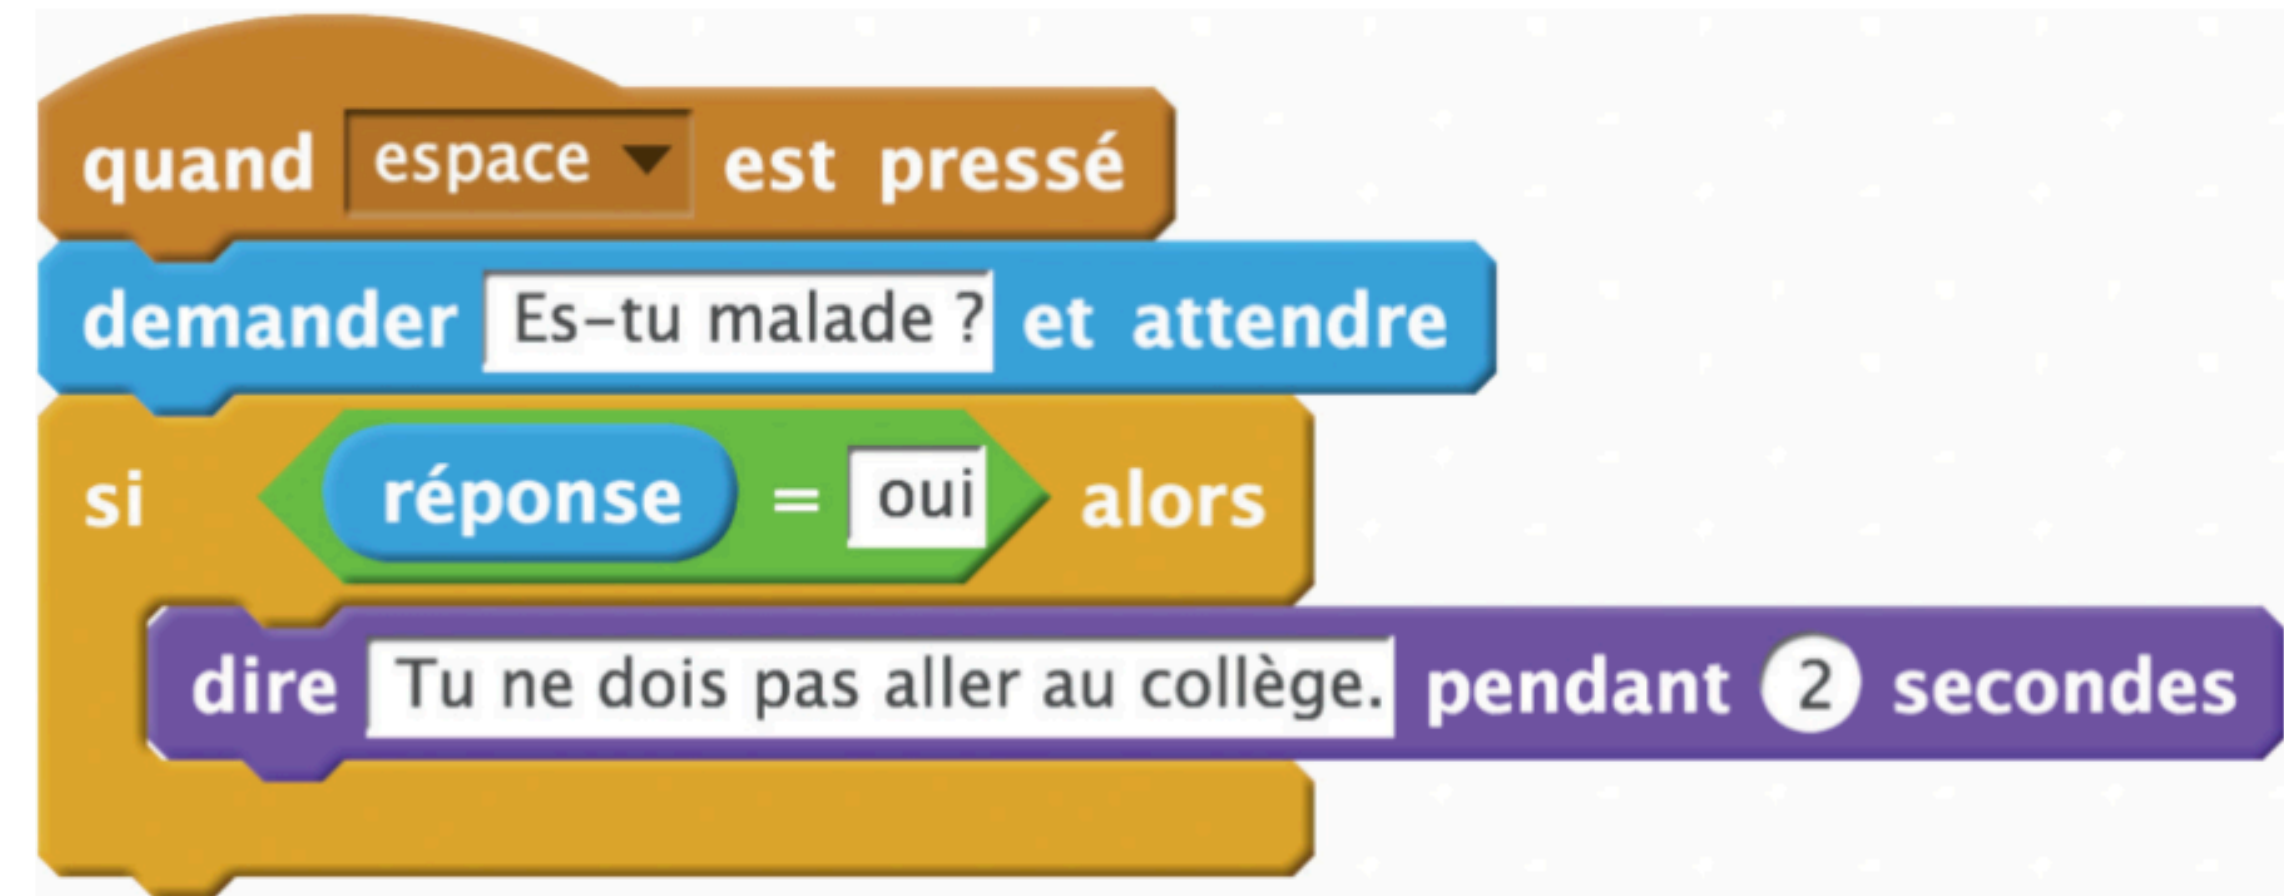 quand espace est pressé
demander Es-tu malade ? et attendre
si réponse = oui alors
dire Tu ne dois pas aller au collège. pendant 2 secondes